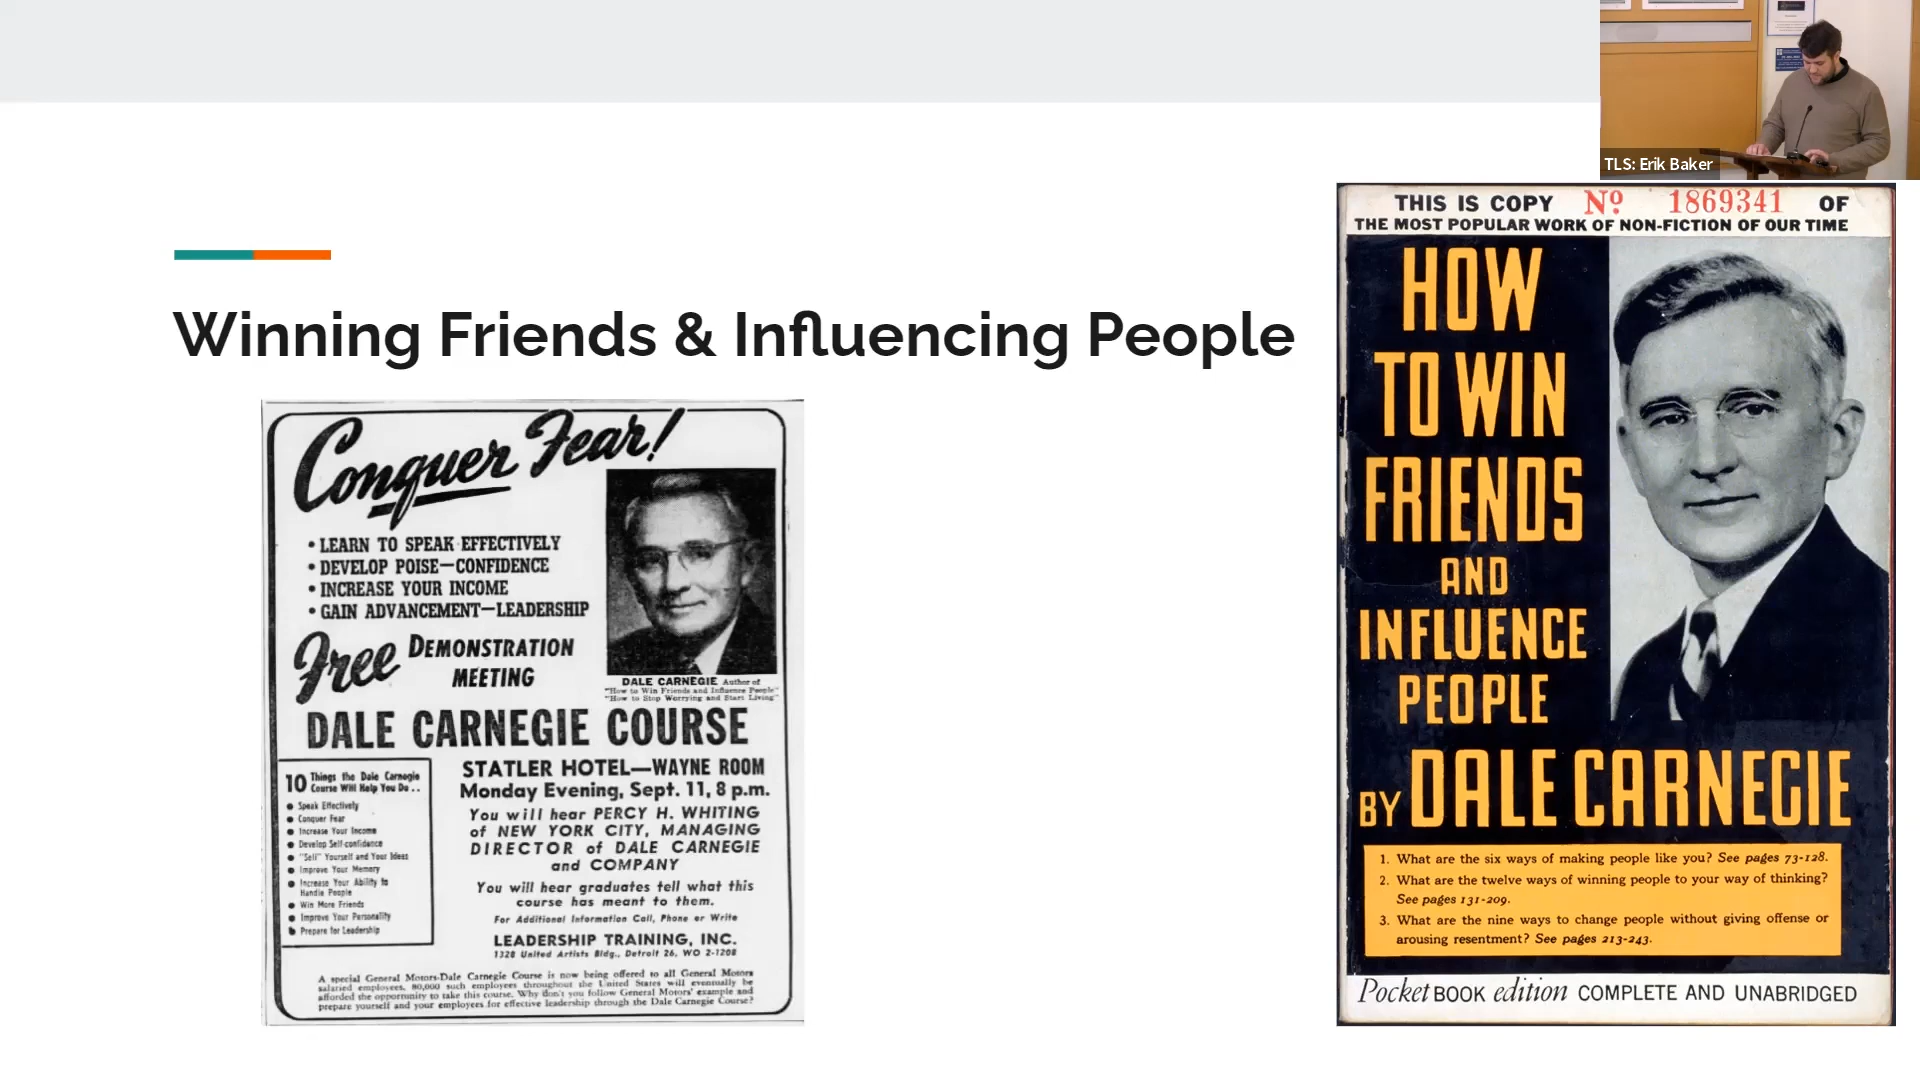 TLS: Erik Baker
Winning Friends & Influencing People
Conquer Fear!
• LEARN TO SPEAK EFFECTIVELY
• DEVELOP POISE—CONFIDENCE
• INCREASE YOUR INCOME
• GAIN ADVANCEMENT—LEADERSHIP
Free DEMONSTRATION
MEETING
DALE CARNEGIE Author of
"How to Win Friends and Influence People"
"How to Stop Worrying and Start Living"
DALE CARNEGIE COURSE
10 Things the Dale Carnegie
Course Will Help You Do . .
● Speak Effectively
● Conquer Fear
● Increase Your Income
● Develop Self-confidence
● "Sell" Yourself and Your Ideas
● Improve Your Memory
● Increase Your Ability to
Handle People
● Win More Friends
● Improve Your Personality
● Prepare for Leadership
STATLER HOTEL—WAYNE ROOM
Monday Evening, Sept. 11, 8 p.m.
You will hear PERCY H. WHITING
of NEW YORK CITY, MANAGING
DIRECTOR of DALE CARNEGIE
and COMPANY
You will hear graduates tell what this
course has meant to them.
For Additional Information Call, Phone or Write
LEADERSHIP TRAINING, INC.
1328 United Artists Bldg., Detroit 26, WO 2-1208
A special General Motors-Dale Carnegie Course is now being offered to all General Motors
salaried employees. 80,000 such employees throughout the United States will eventually be
afforded the opportunity to take this course. Why don't you follow General Motors' example and
prepare yourself and your employees for effective leadership through the Dale Carnegie Course?
THIS IS COPY Nº 1869341 OF
THE MOST POPULAR WORK OF NON-FICTION OF OUR TIME
HOW
TO WIN
FRIENDS
AND
INFLUENCE
PEOPLE
BY DALE CARNEGIE
1. What are the six ways of making people like you? See pages 73-128.
2. What are the twelve ways of winning people to your way of thinking?
See pages 131-209.
3. What are the nine ways to change people without giving offense or
arousing resentment? See pages 213-243.
Pocket BOOK edition COMPLETE AND UNABRIDGED